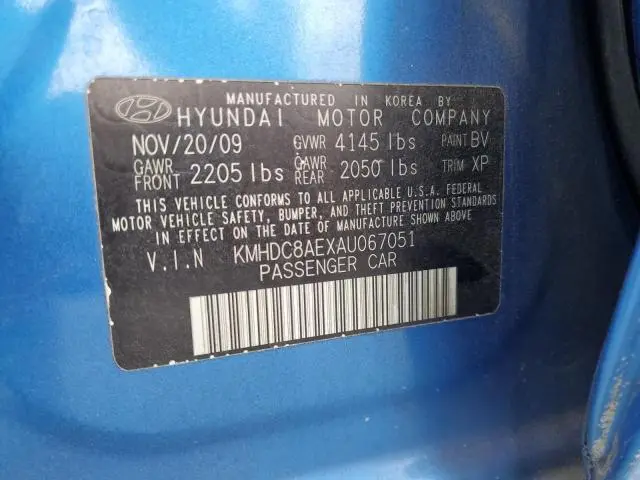 MANUFACTURED IN KOREA BY
HYUNDAI MOTOR COMPANY
NOV/20/09 GVWR 4145 lbs PAINT BV
GAWR FRONT 2205 lbs GAWR REAR 2050 lbs TRIM XP
THIS VEHICLE CONFORMS TO ALL APPLICABLE U.S.A. FEDERAL
MOTOR VEHICLE SAFETY, BUMPER, AND THEFT PREVENTION STANDARDS
IN EFFECT ON THE DATE OF MANUFACTURE SHOWN ABOVE.
V.I.N KMHDC8AEXAU067051
PASSENGER CAR